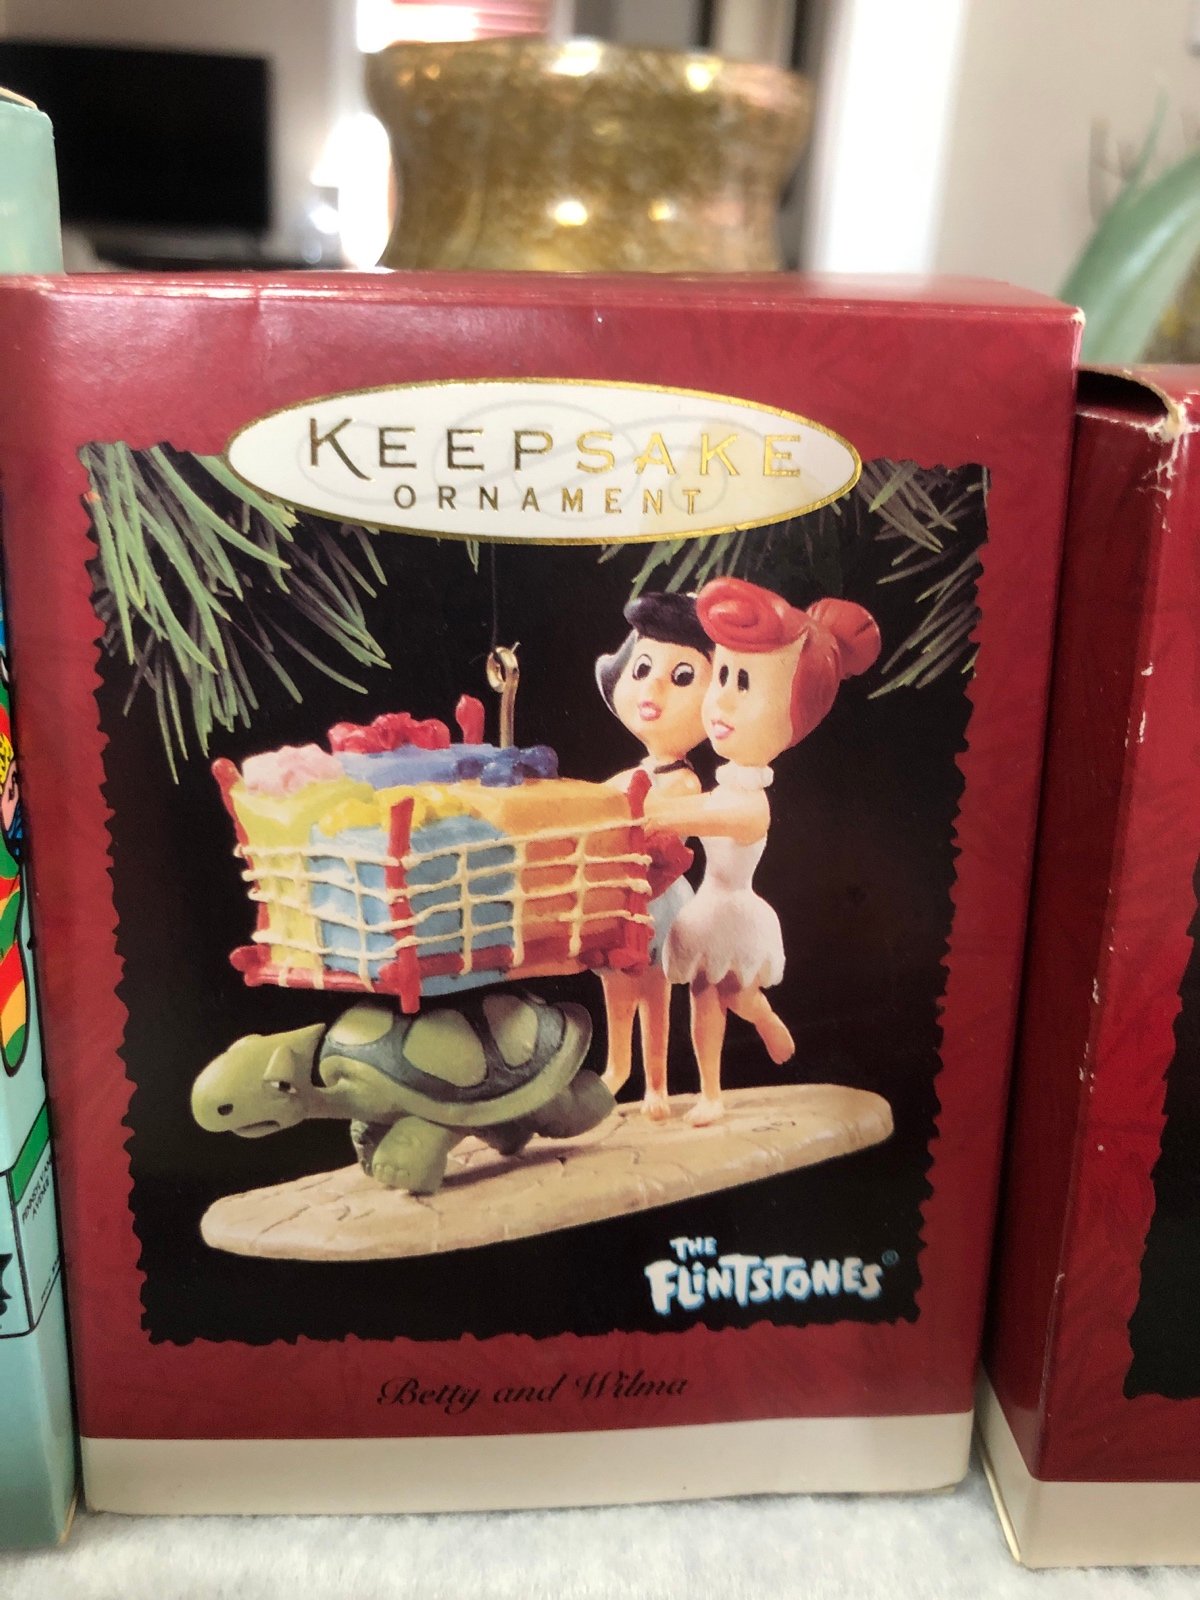 KEEPSAKE
ORNAMENT
THE
FLINTSTONES®
Betty and Wilma